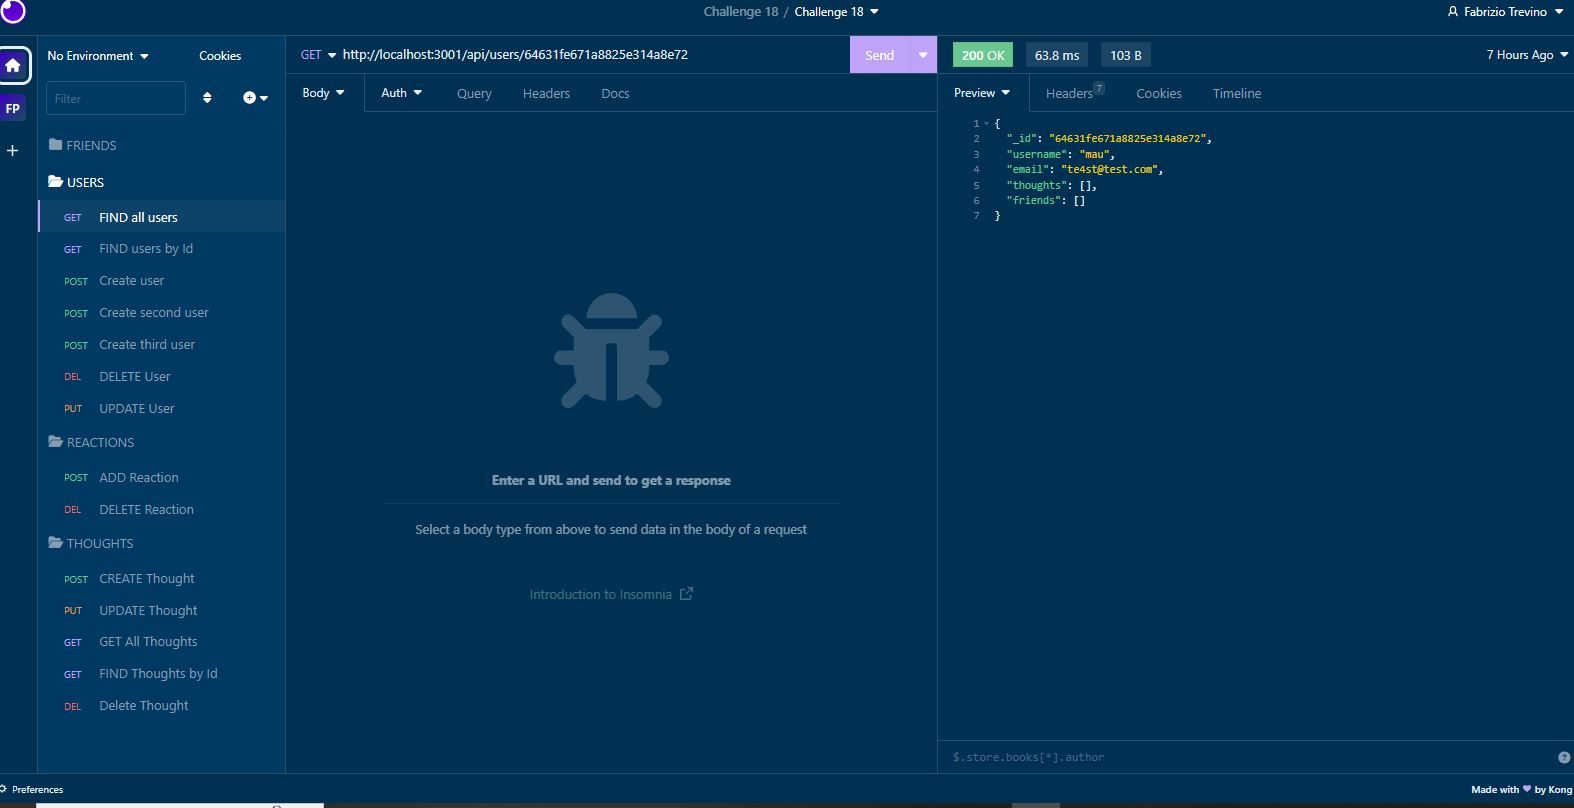 Challenge 18 / Challenge 18
Fabrizio Trevino
No Environment
Cookies
Filter
FP
FRIENDS
USERS
GET FIND all users
GET FIND users by Id
POST Create user
POST Create second user
POST Create third user
DEL DELETE User
PUT UPDATE User
REACTIONS
POST ADD Reaction
DEL DELETE Reaction
THOUGHTS
POST CREATE Thought
PUT UPDATE Thought
GET GET All Thoughts
GET FIND Thoughts by Id
DEL Delete Thought
GET http://localhost:3001/api/users/64631fe671a8825e314a8e72
Send
Body Auth Query Headers Docs
Enter a URL and send to get a response
Select a body type from above to send data in the body of a request
Introduction to Insomnia
200 OK 63.8 ms 103 B 7 Hours Ago
Preview Headers 7 Cookies Timeline
1 {
2 "_id": "64631fe671a8825e314a8e72",
3 "username": "mau",
4 "email": "te4st@test.com",
5 "thoughts": [],
6 "friends": []
7 }
$.store.books[*].author
Preferences
Made with ♥ by Kong